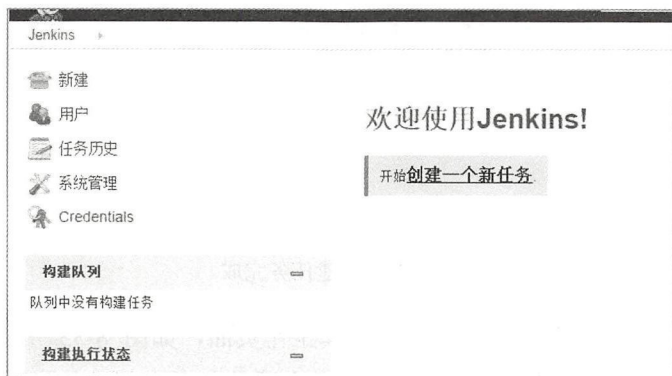 Jenkins
新建
用户
任务历史
系统管理
Credentials
构建队列
队列中没有构建任务
构建执行状态
欢迎使用Jenkins!
开始创建一个新任务.